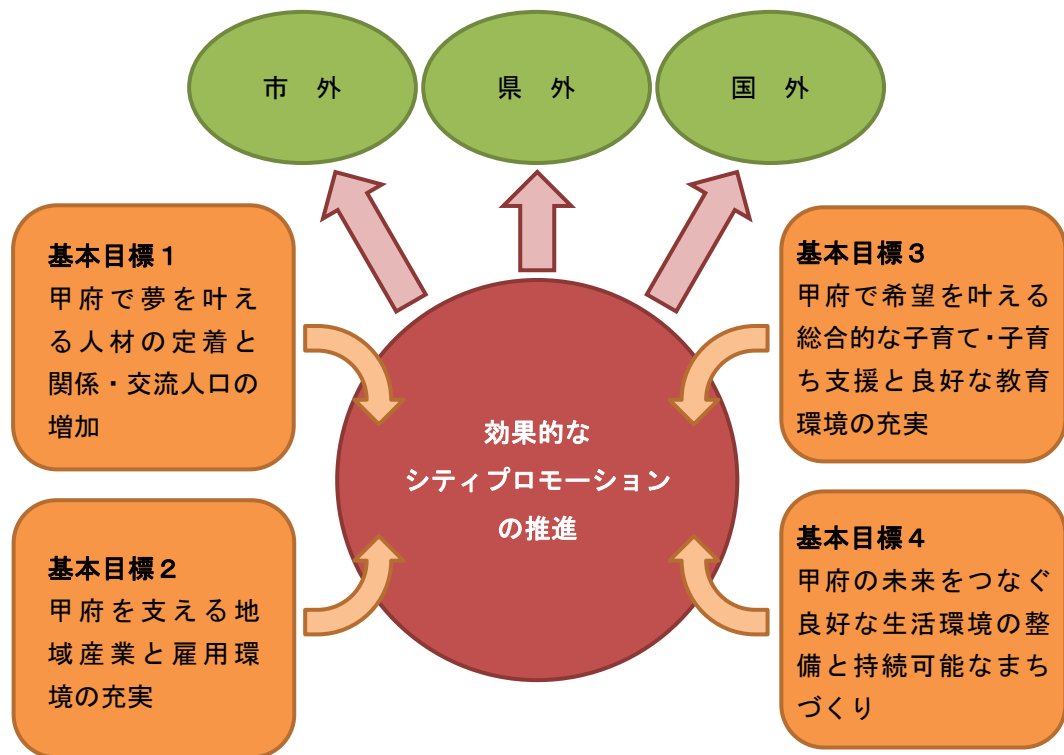 市　外
県　外
国　外
基本目標１
甲府で夢を叶え
る人材の定着と
関係・交流人口の
増加
基本目標２
甲府を支える地
域産業と雇用環
境の充実
効果的な
シティプロモーション
の推進
基本目標３
甲府で希望を叶える
総合的な子育て・子育
ち支援と良好な教育
環境の充実
基本目標４
甲府の未来をつなぐ
良好な生活環境の整
備と持続可能なまち
づくり